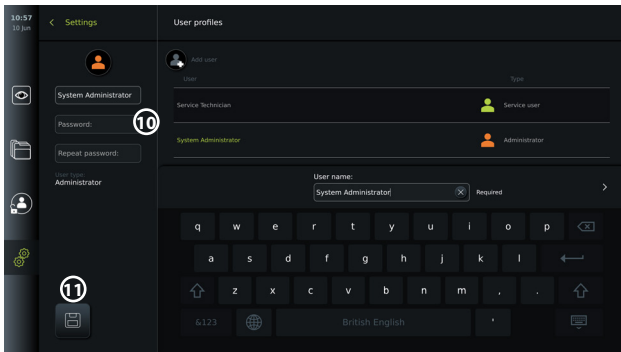 10:57
10 Jun
Settings
User profiles
Add user
User
Type
System Administrator
Service Technician
Service user
Password:
10
System Administrator
Administrator
Repeat password:
User type:
Administrator
User name:
System Administrator
Required
q w e r t y u i o p
a s d f g h j k l
z x c v b n m , .
&123
British English
'
11